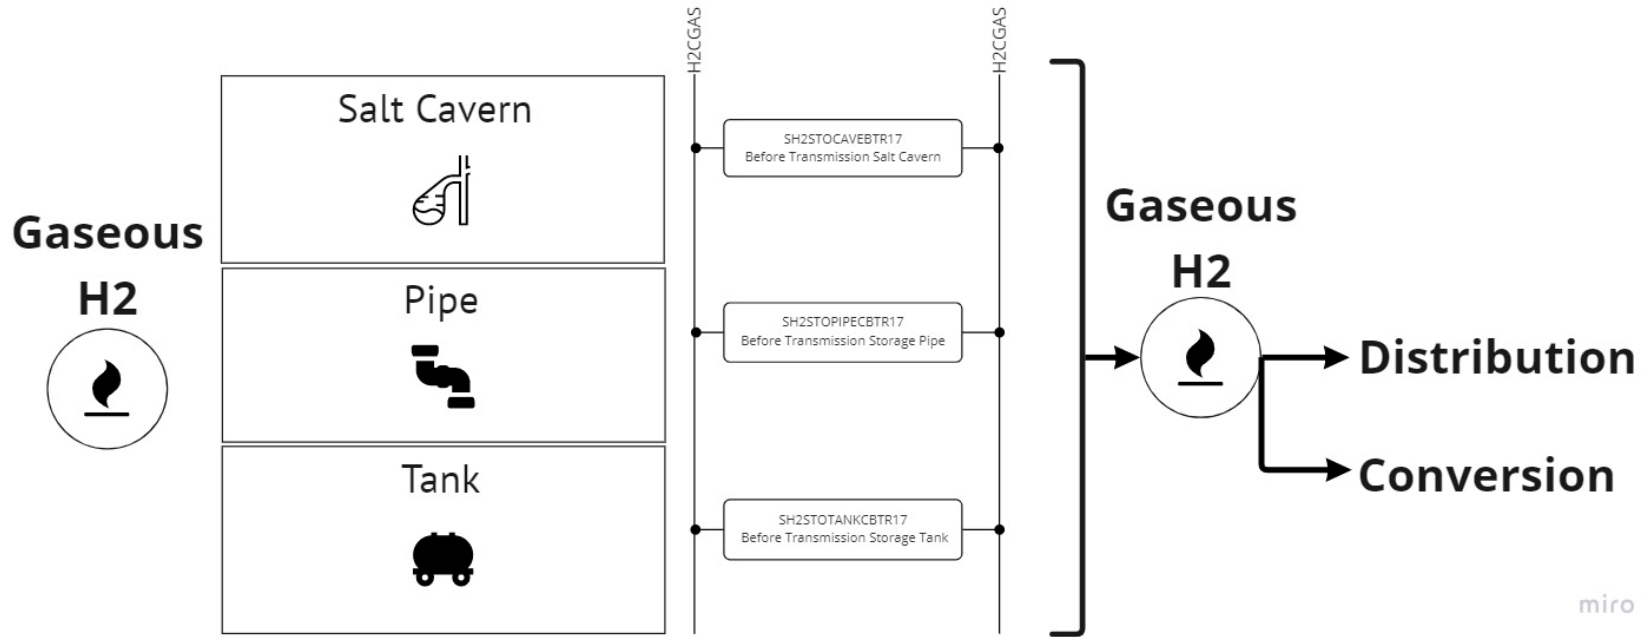 Gaseous
H2
Salt Cavern
Pipe
Tank
H2CGAS
H2CGAS
SH2STOCAVEBTR17
Before Transmission Salt Cavern
SH2STOPIPECBTR17
Before Transmission Storage Pipe
SH2STOTANKCBTR17
Before Transmission Storage Tank
Gaseous
H2
Distribution
Conversion
miro